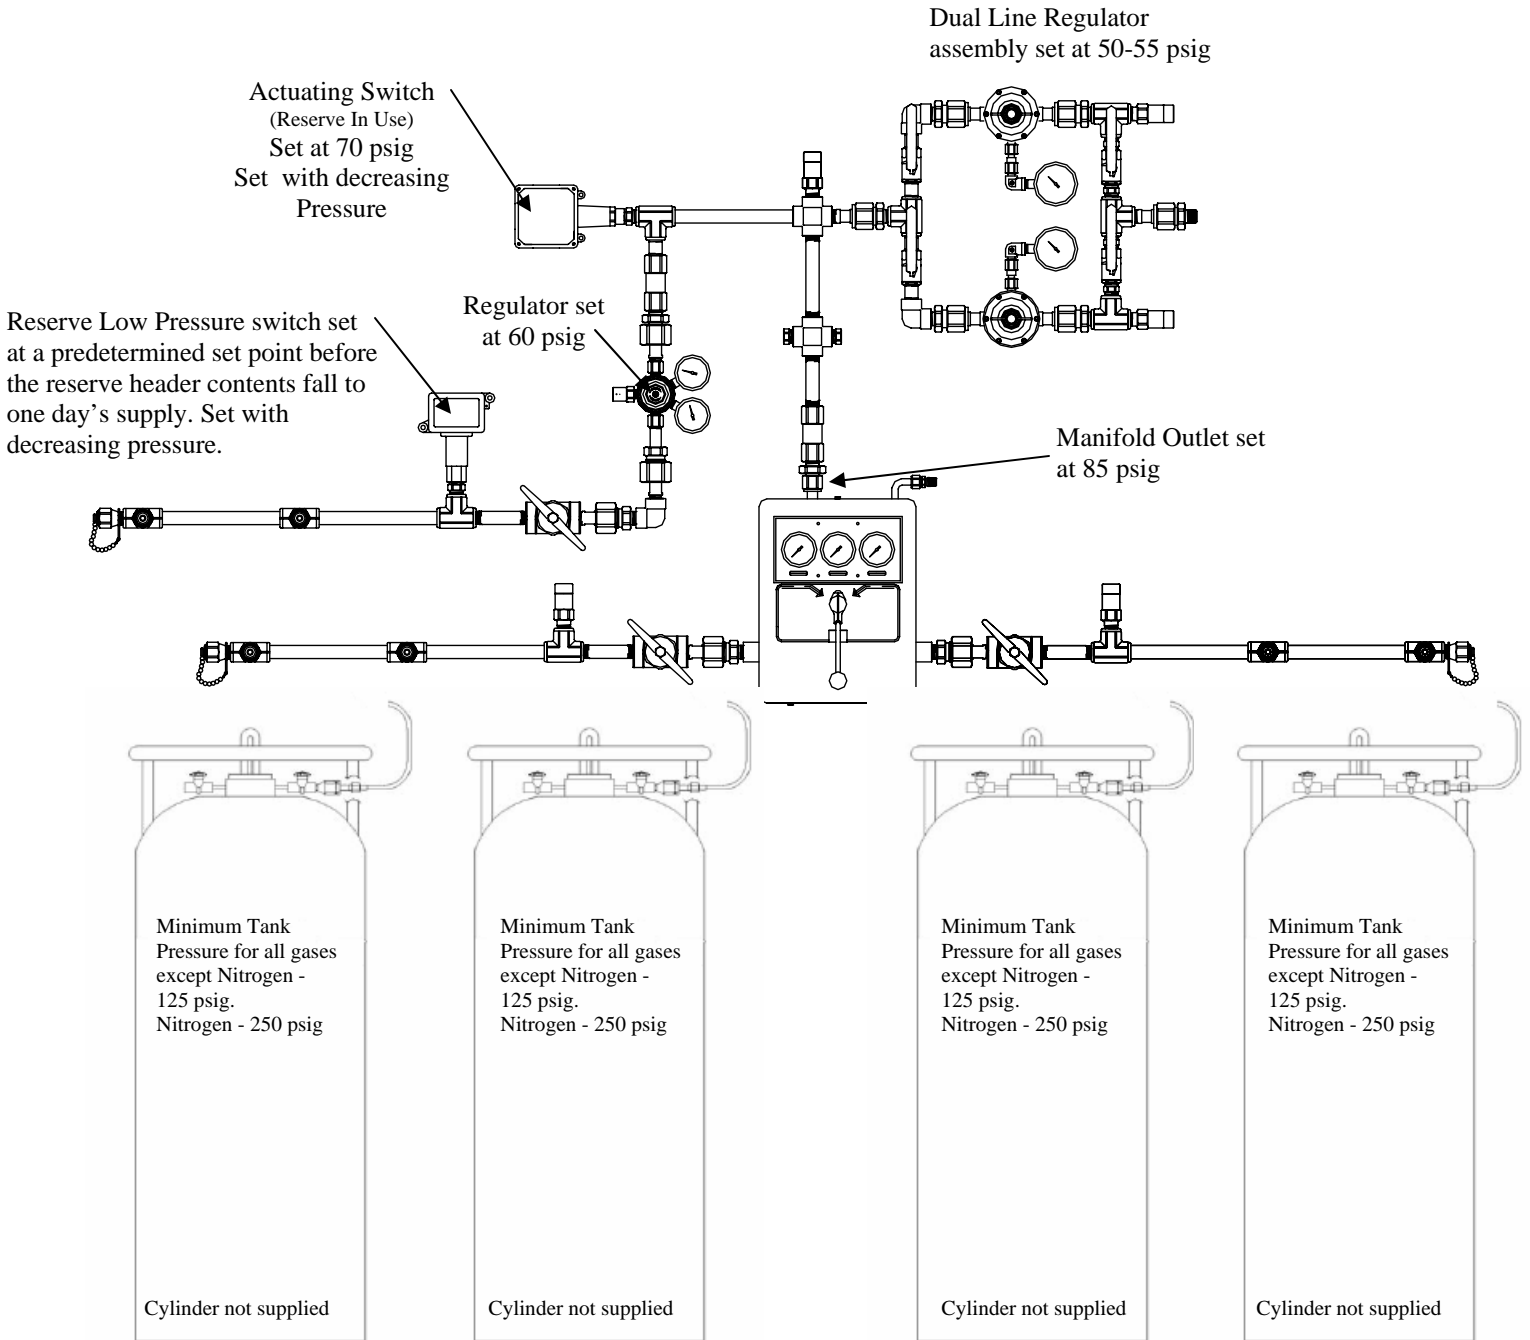 Dual Line Regulator
assembly set at 50-55 psig
Actuating Switch
(Reserve In Use)
Set at 70 psig
Set with decreasing
Pressure
Reserve Low Pressure switch set
at a predetermined set point before
the reserve header contents fall to
one day’s supply. Set with
decreasing pressure.
Regulator set
at 60 psig
Manifold Outlet set
at 85 psig
Minimum Tank
Pressure for all gases
except Nitrogen -
125 psig.
Nitrogen - 250 psig
Cylinder not supplied
Minimum Tank
Pressure for all gases
except Nitrogen -
125 psig.
Nitrogen - 250 psig
Cylinder not supplied
Minimum Tank
Pressure for all gases
except Nitrogen -
125 psig.
Nitrogen - 250 psig
Cylinder not supplied
Minimum Tank
Pressure for all gases
except Nitrogen -
125 psig.
Nitrogen - 250 psig
Cylinder not supplied